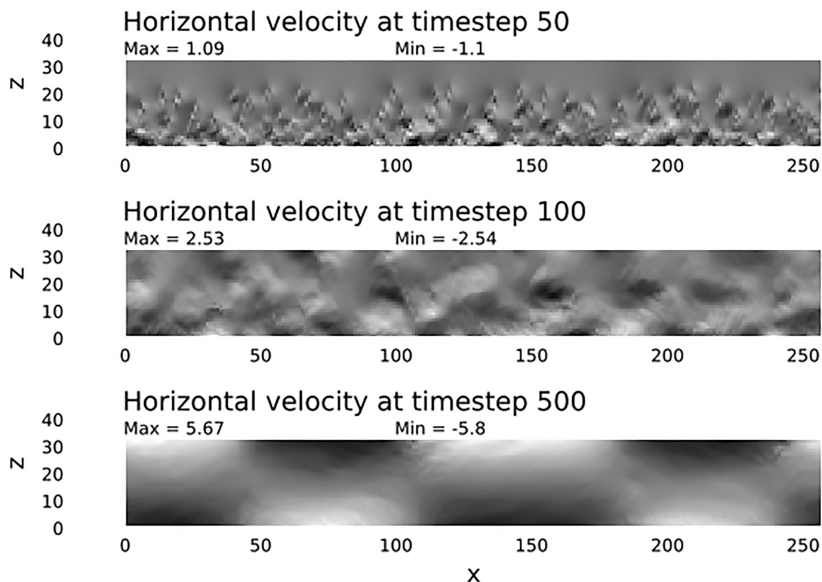 Horizontal velocity at timestep 50
Max = 1.09 Min = -1.1
40
30
20
10
0
z
0 50 100 150 200 250
Horizontal velocity at timestep 100
Max = 2.53 Min = -2.54
40
30
20
10
0
z
0 50 100 150 200 250
Horizontal velocity at timestep 500
Max = 5.67 Min = -5.8
40
30
20
10
0
z
0 50 100 150 200 250
x